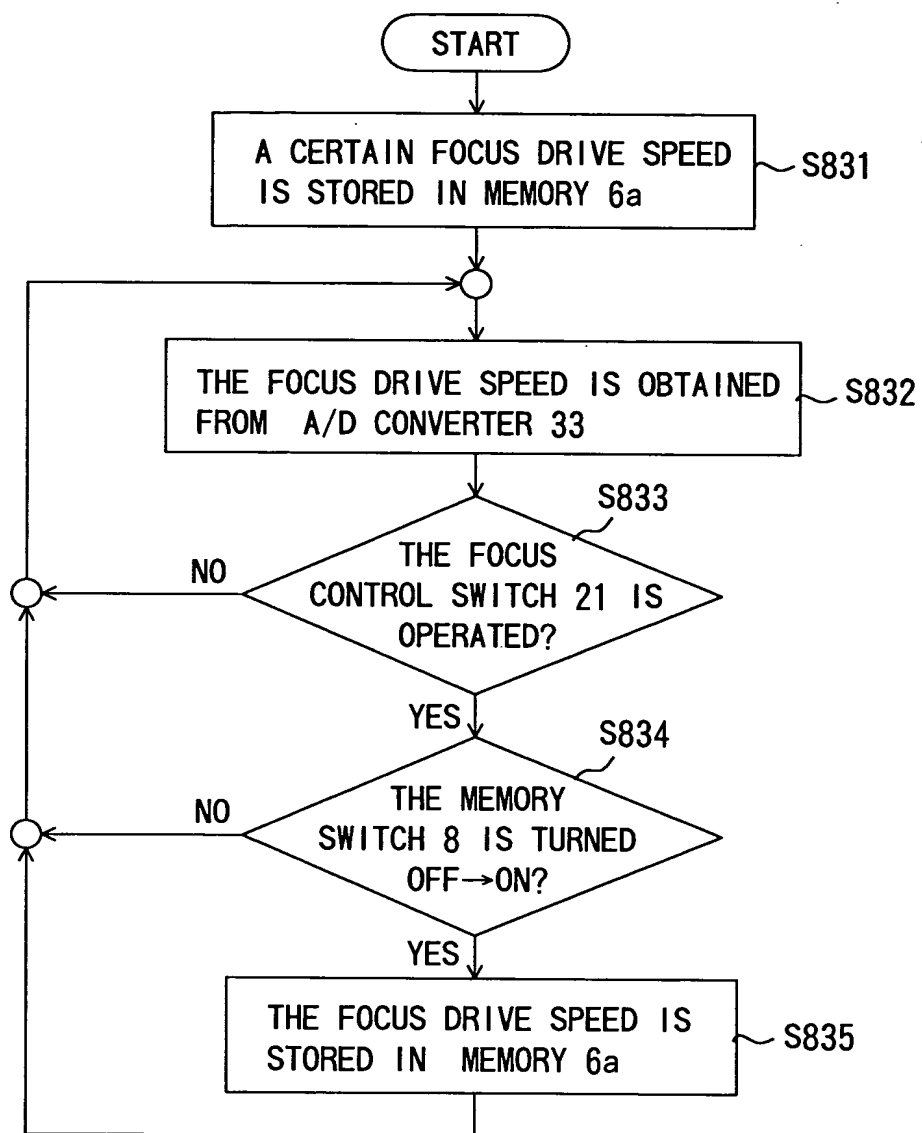 START
A CERTAIN FOCUS DRIVE SPEED
IS STORED IN MEMORY 6a
S831
THE FOCUS DRIVE SPEED IS OBTAINED
FROM A/D CONVERTER 33
S832
S833
THE FOCUS
CONTROL SWITCH 21 IS
OPERATED?
NO
YES
S834
THE MEMORY
SWITCH 8 IS TURNED
OFF→ON?
NO
YES
THE FOCUS DRIVE SPEED IS
STORED IN MEMORY 6a
S835